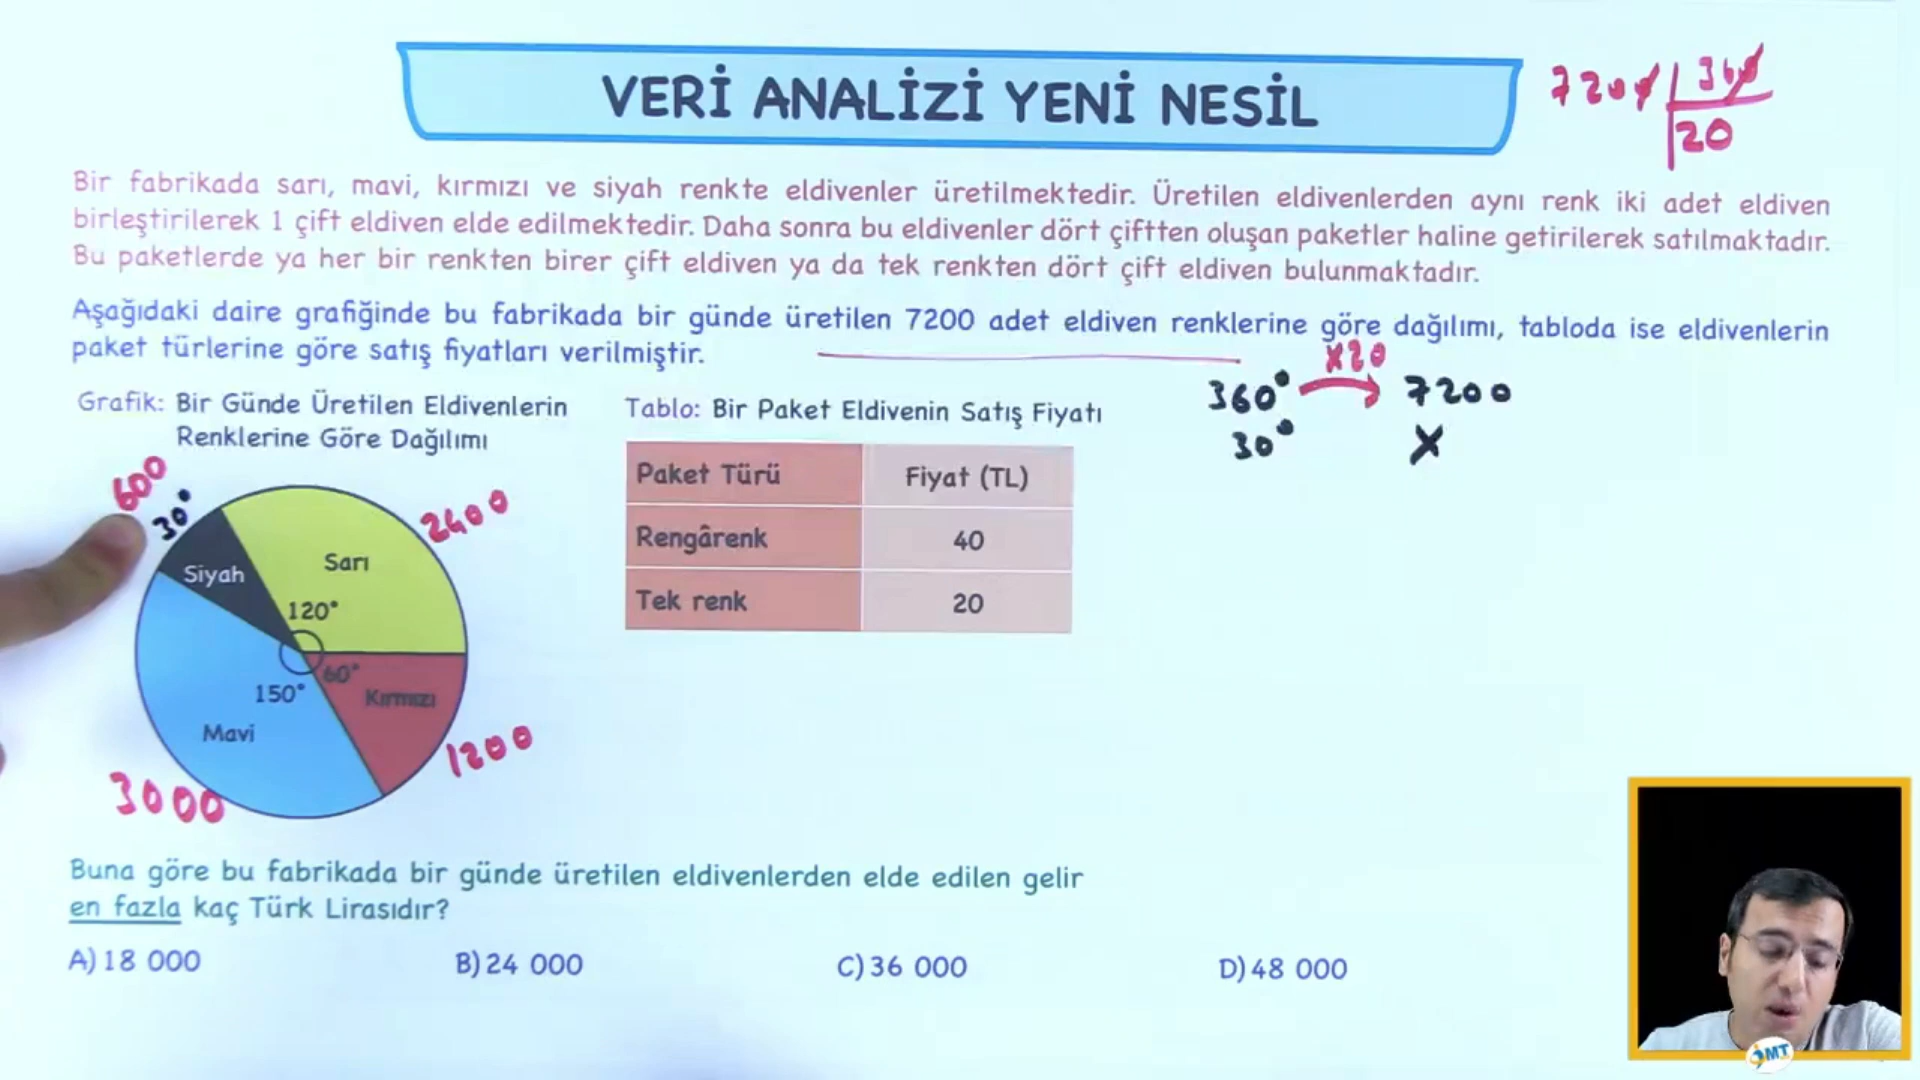 VERİ ANALİZİ YENİ NESİL
7200 | 360
20
Bir fabrikada sarı, mavi, kırmızı ve siyah renkte eldivenler üretilmektedir. Üretilen eldivenlerden aynı renk iki adet eldiven
birleştirilerek 1 çift eldiven elde edilmektedir. Daha sonra bu eldivenler dört çiftten oluşan paketler haline getirilerek satılmaktadır.
Bu paketlerde ya her bir renkten birer çift eldiven ya da tek renkten dört çift eldiven bulunmaktadır.
Aşağıdaki daire grafiğinde bu fabrikada bir günde üretilen 7200 adet eldiven renklerine göre dağılımı, tabloda ise eldivenlerin
paket türlerine göre satış fiyatları verilmiştir.
x20
360° 7200
30° X
Grafik: Bir Günde Üretilen Eldivenlerin
Renklerine Göre Dağılımı
600
30°
2400
Siyah
Sarı
120°
60°
150°
Kırmızı
Mavi
1200
3000
Tablo: Bir Paket Eldivenin Satış Fiyatı
Paket Türü Fiyat (TL)
Rengârenk 40
Tek renk 20
Buna göre bu fabrikada bir günde üretilen eldivenlerden elde edilen gelir
en fazla kaç Türk Lirasıdır?
A) 18 000 B) 24 000 C) 36 000 D) 48 000
MT